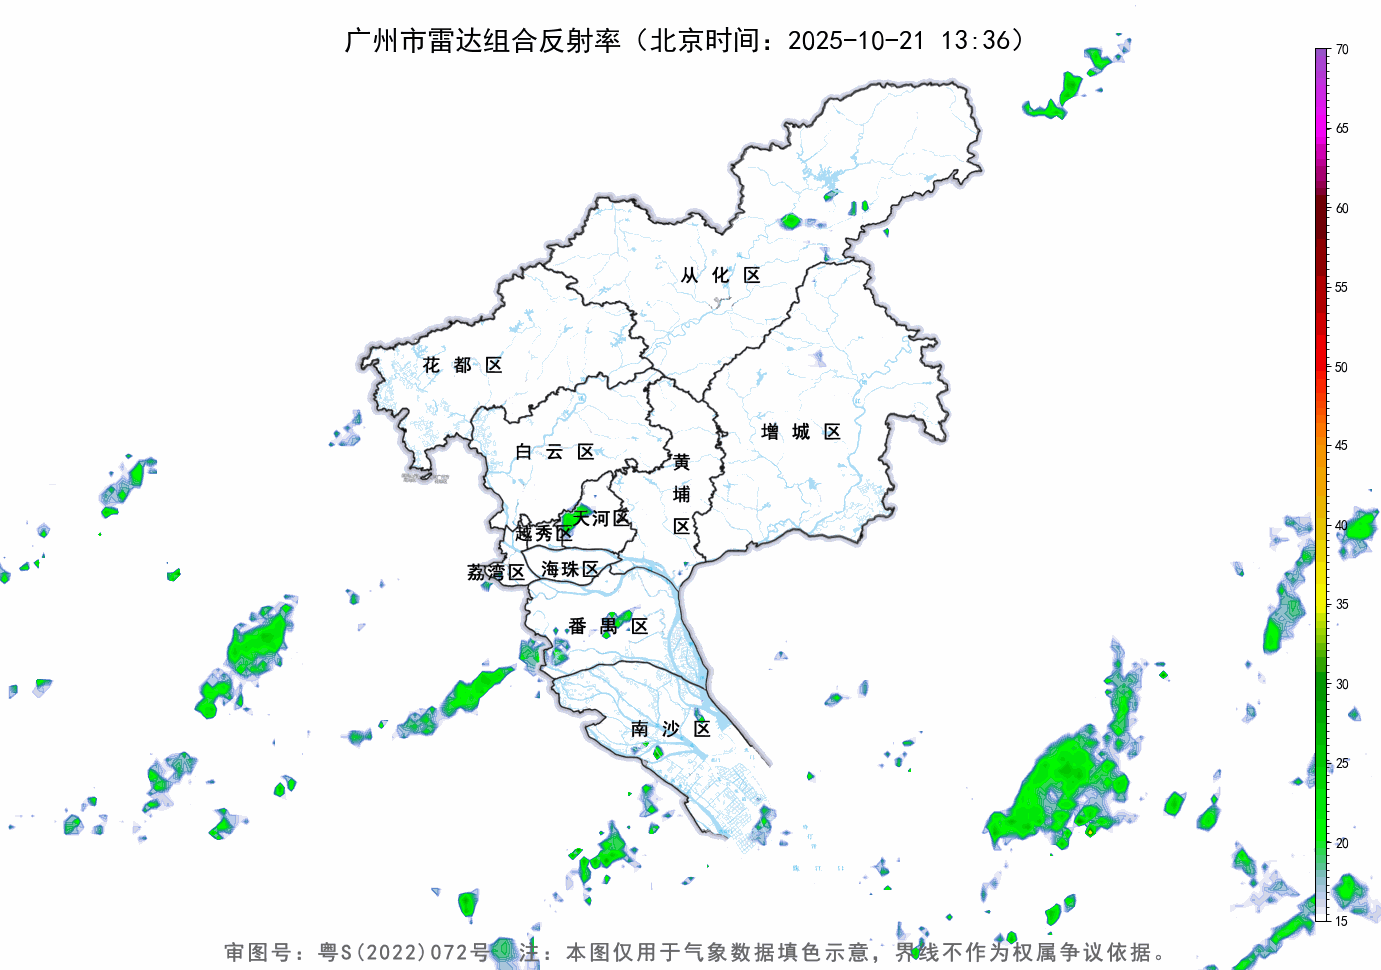 广州市雷达组合反射率（北京时间：2025-10-21 13:36）
70
65
60
55
50
45
40
35
30
25
20
15
从化区
花都区
增城区
白云区
黄埔区
天河区
越秀区
海珠区
荔湾区
番禺区
南沙区
审图号：粤S(2022)072号 注：本图仅用于气象数据填色示意，界线不作为权属争议依据。